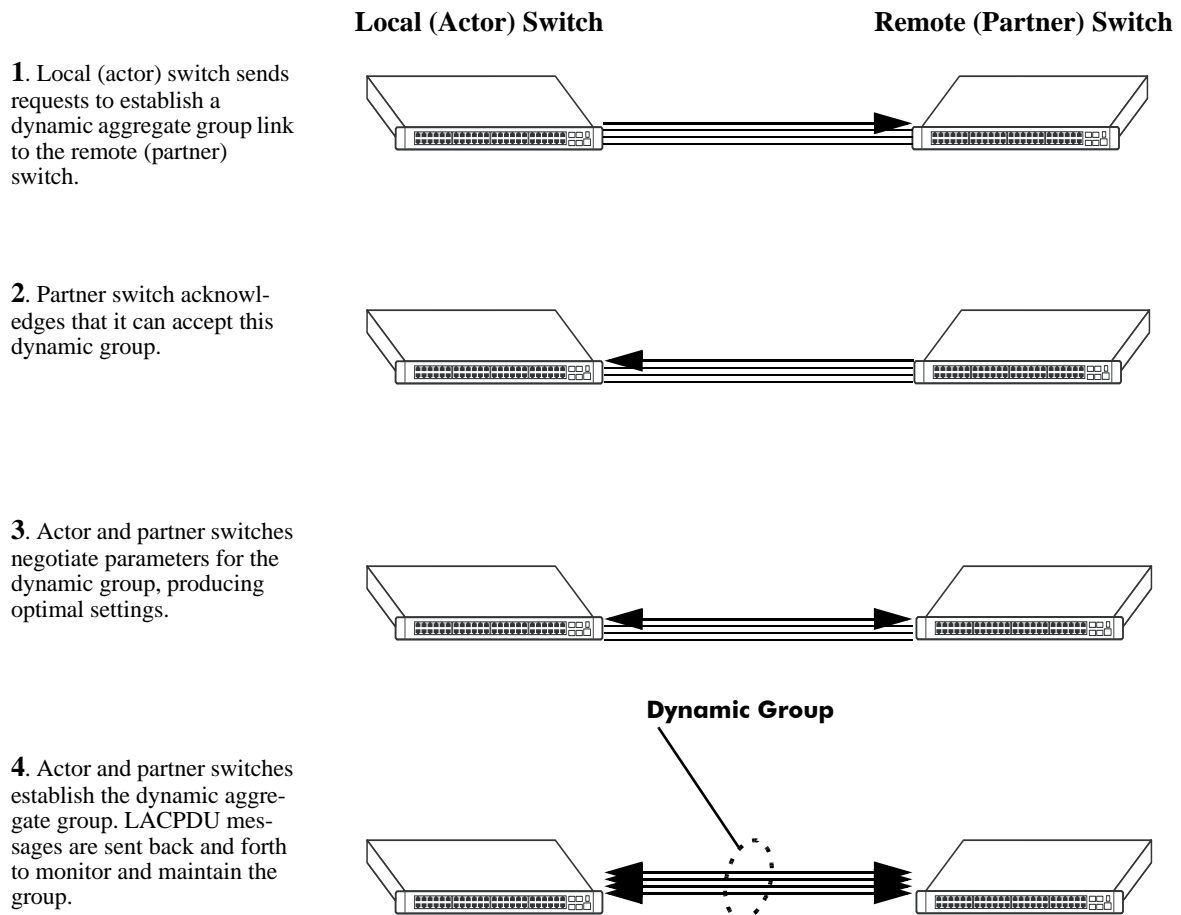 Local (Actor) Switch
Remote (Partner) Switch
1. Local (actor) switch sends
requests to establish a
dynamic aggregate group link
to the remote (partner)
switch.
2. Partner switch acknowl-
edges that it can accept this
dynamic group.
3. Actor and partner switches
negotiate parameters for the
dynamic group, producing
optimal settings.
Dynamic Group
4. Actor and partner switches
establish the dynamic aggre-
gate group. LACPDU mes-
sages are sent back and forth
to monitor and maintain the
group.